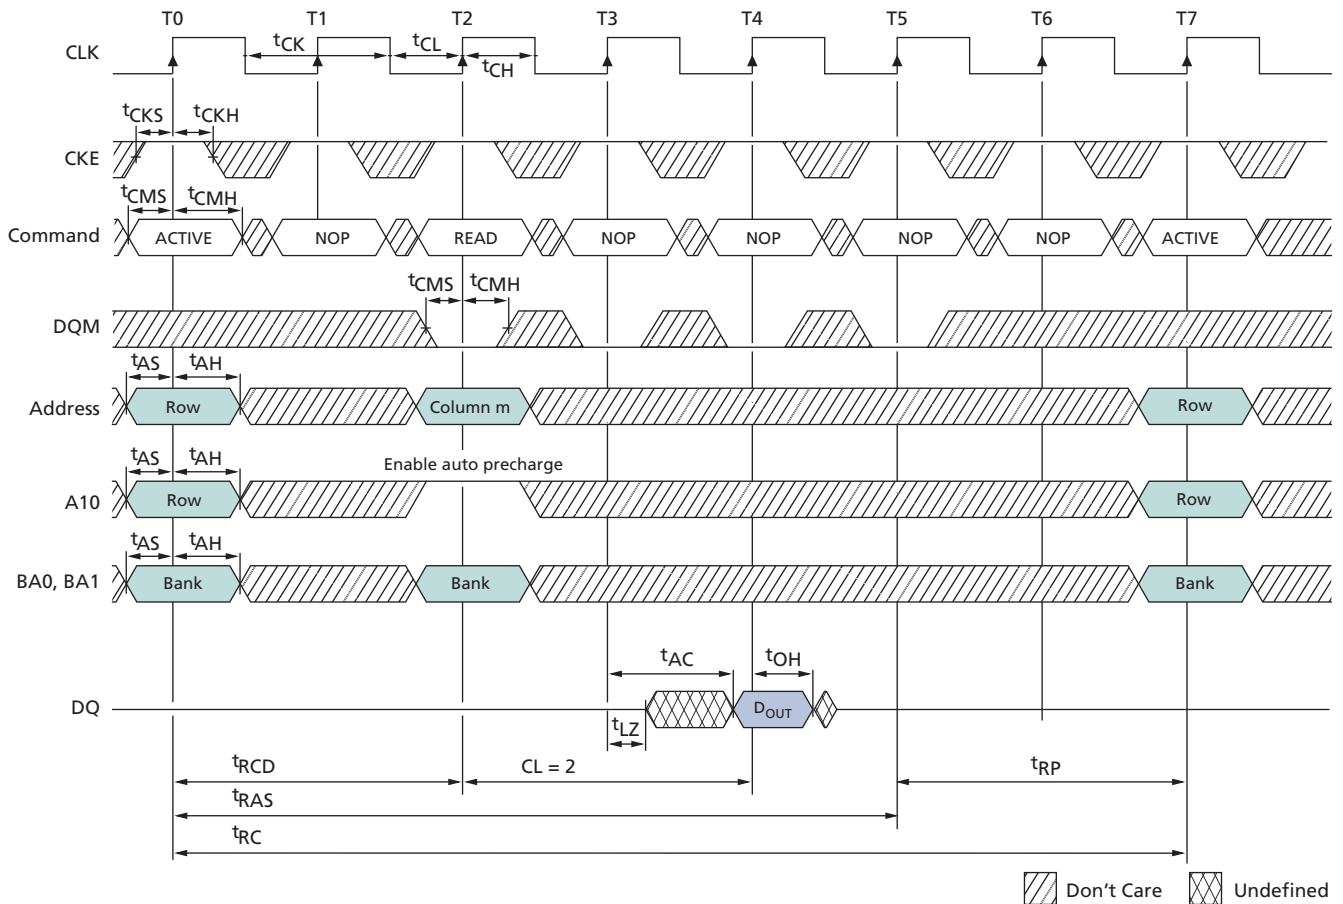 T0 T1 T2 T3 T4 T5 T6 T7
CLK
tCK tCL
tCH
tCKS tCKH
CKE
tCMS tCMH
Command ACTIVE NOP READ NOP NOP NOP NOP ACTIVE
tCMS tCMH
DQM
tAS tAH
Address Row Column m Row
tAS tAH Enable auto precharge
A10 Row Row
tAS tAH
BA0, BA1 Bank Bank Bank
tAC tOH
DQ DOUT
tLZ
tRCD CL = 2 tRP
tRAS
tRC
Don't Care Undefined